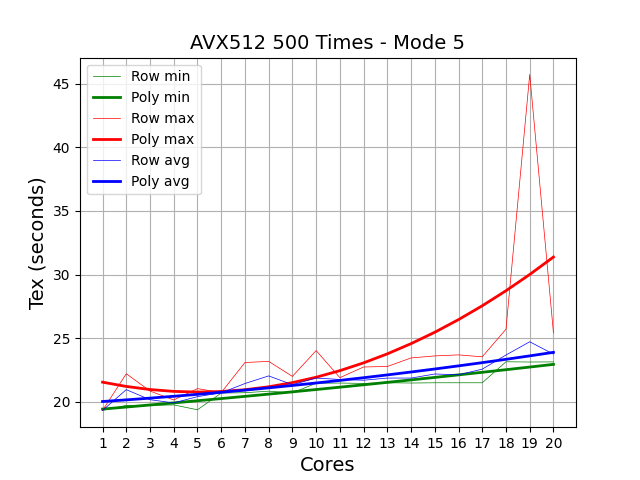 AVX512 500 Times - Mode 5
Row min
Poly min
Row max
Poly max
Row avg
Poly avg
Tex (seconds)
45
40
35
30
25
20
1 2 3 4 5 6 7 8 9 10 11 12 13 14 15 16 17 18 19 20
Cores